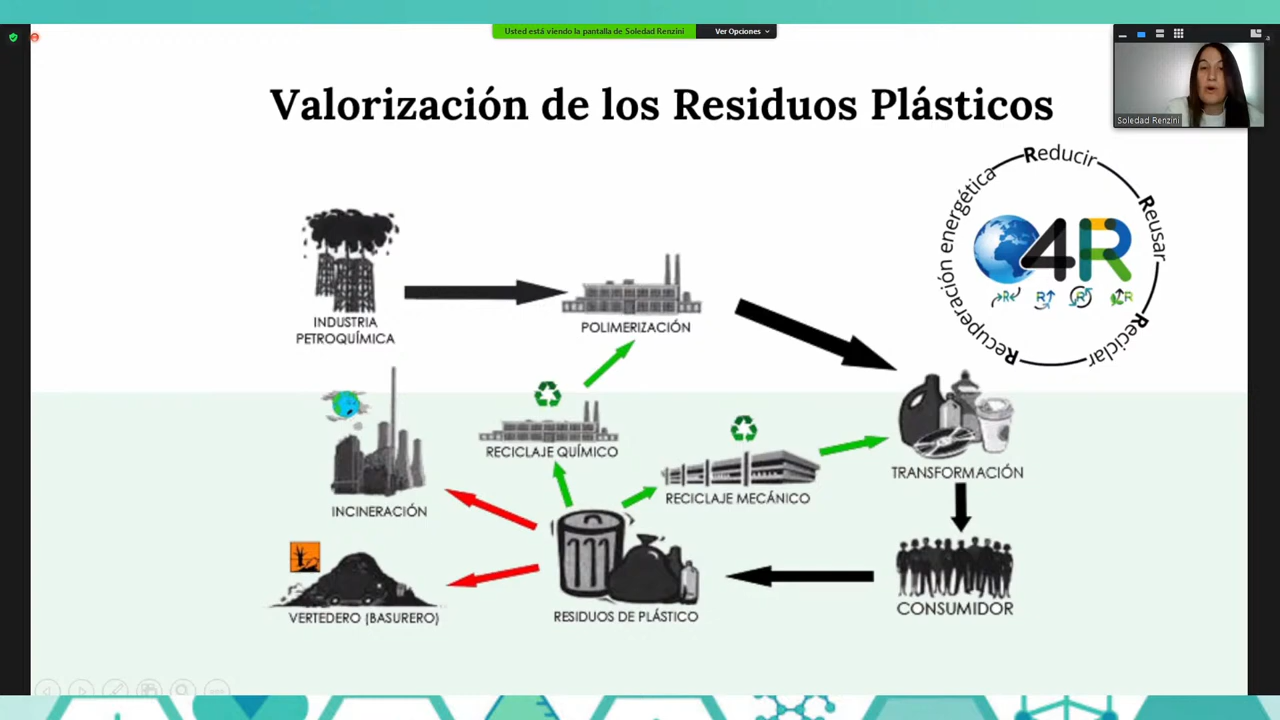 Usted está viendo la pantalla de Soledad Renzini
Ver Opciones
Soledad Renzini
Valorización de los Residuos Plásticos
Reducir
Reusar
Reciclar
Recuperación energética
4R
INDUSTRIA
PETROQUÍMICA
POLIMERIZACIÓN
RECICLAJE QUÍMICO
RECICLAJE MECÁNICO
TRANSFORMACIÓN
INCINERACIÓN
VERTEDERO (BASURERO)
RESIDUOS DE PLÁSTICO
CONSUMIDOR